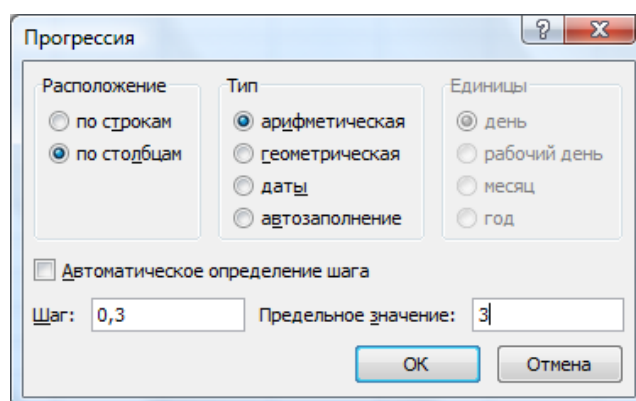 Прогрессия
Расположение Тип Единицы
по строкам арифметическая день
по столбцам геометрическая рабочий день
даты месяц
автозаполнение год
Автоматическое определение шага
Шаг: 0,3 Предельное значение: 3
ОК Отмена